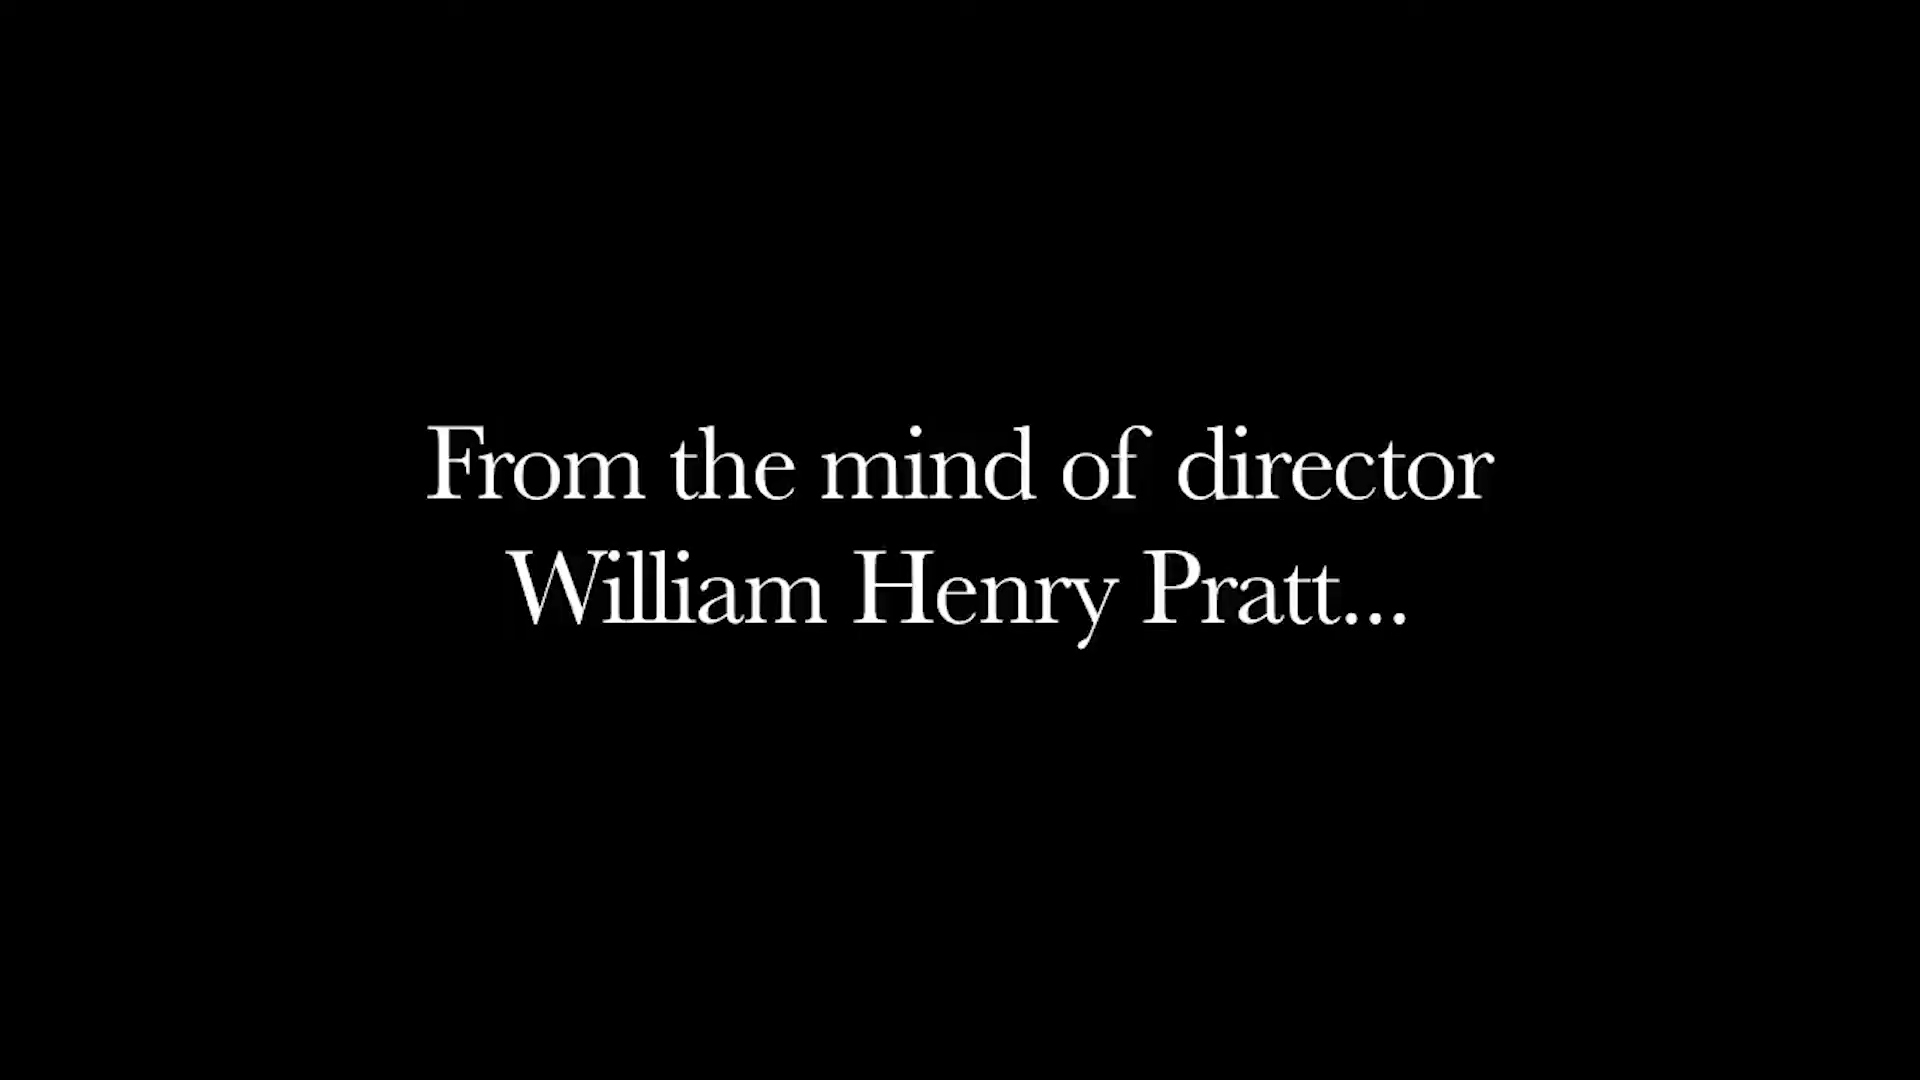 From the mind of director
William Henry Pratt...